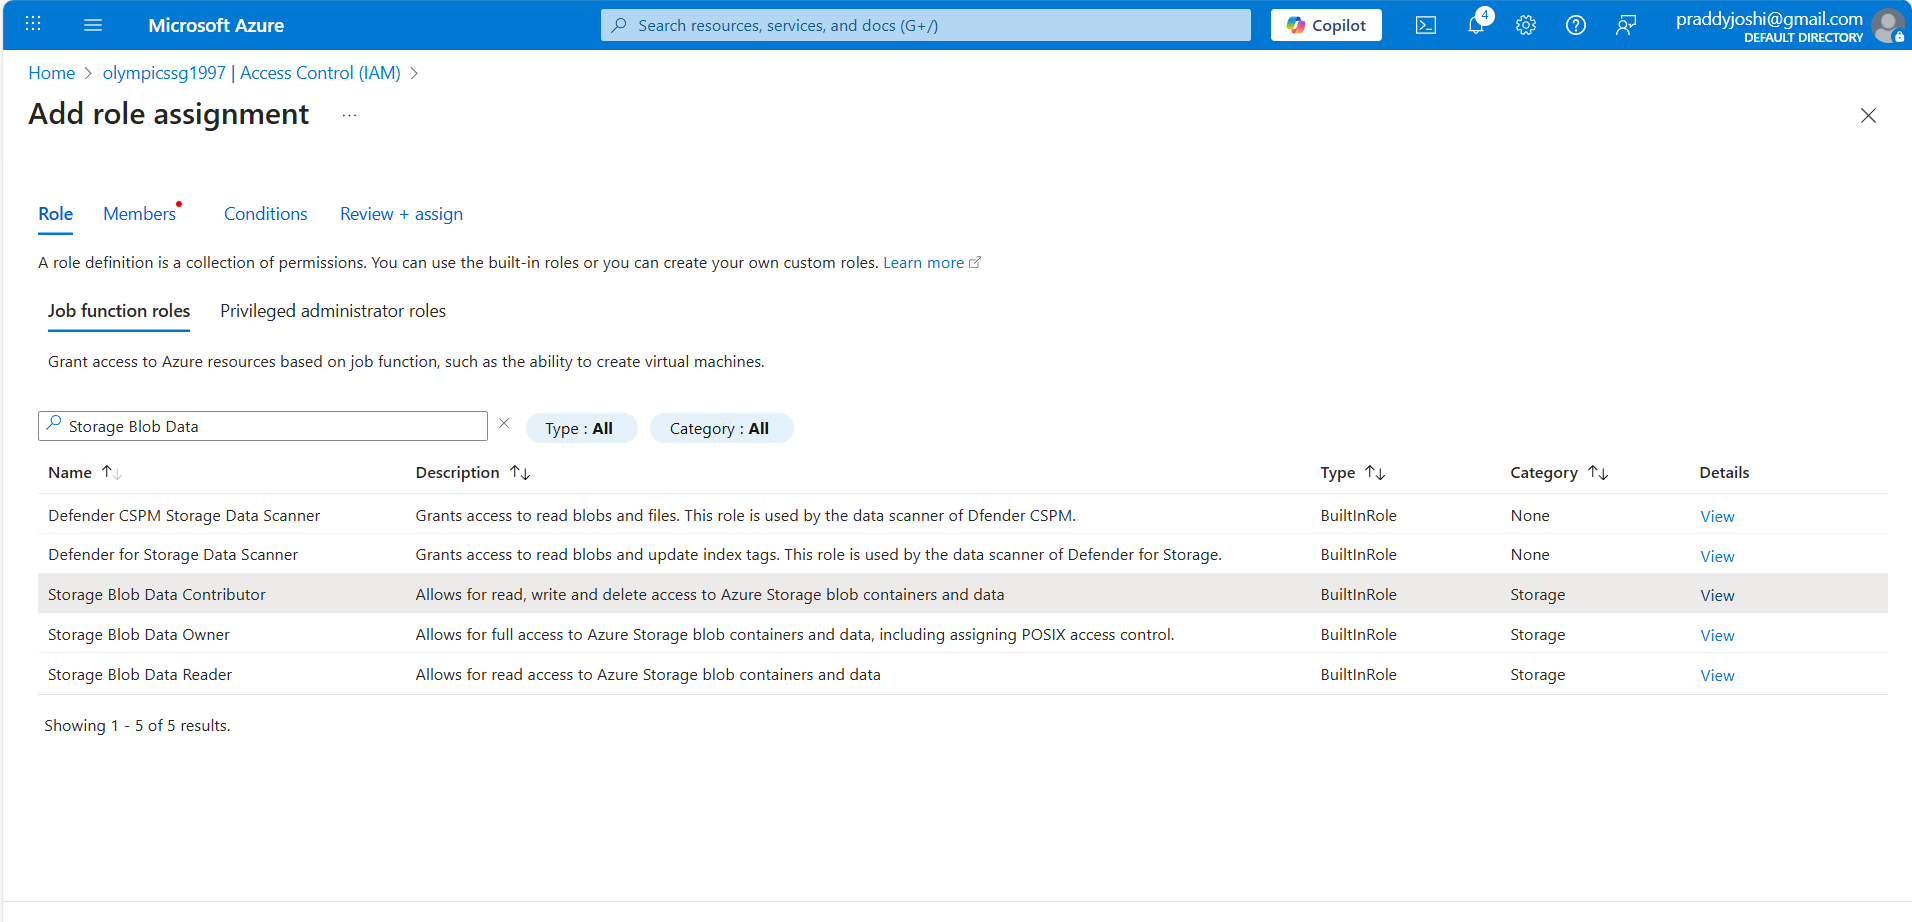 Microsoft Azure
Search resources, services, and docs (G+/)
Copilot
4
praddyjoshi@gmail.com
DEFAULT DIRECTORY
Home > olympicssg1997 | Access Control (IAM) >
Add role assignment ...
Role Members Conditions Review + assign
A role definition is a collection of permissions. You can use the built-in roles or you can create your own custom roles. Learn more
Job function roles Privileged administrator roles
Grant access to Azure resources based on job function, such as the ability to create virtual machines.
Storage Blob Data Type : All Category : All
Name Description Type Category Details
Defender CSPM Storage Data Scanner Grants access to read blobs and files. This role is used by the data scanner of Dfender CSPM. BuiltInRole None View
Defender for Storage Data Scanner Grants access to read blobs and update index tags. This role is used by the data scanner of Defender for Storage. BuiltInRole None View
Storage Blob Data Contributor Allows for read, write and delete access to Azure Storage blob containers and data BuiltInRole Storage View
Storage Blob Data Owner Allows for full access to Azure Storage blob containers and data, including assigning POSIX access control. BuiltInRole Storage View
Storage Blob Data Reader Allows for read access to Azure Storage blob containers and data BuiltInRole Storage View
Showing 1 - 5 of 5 results.